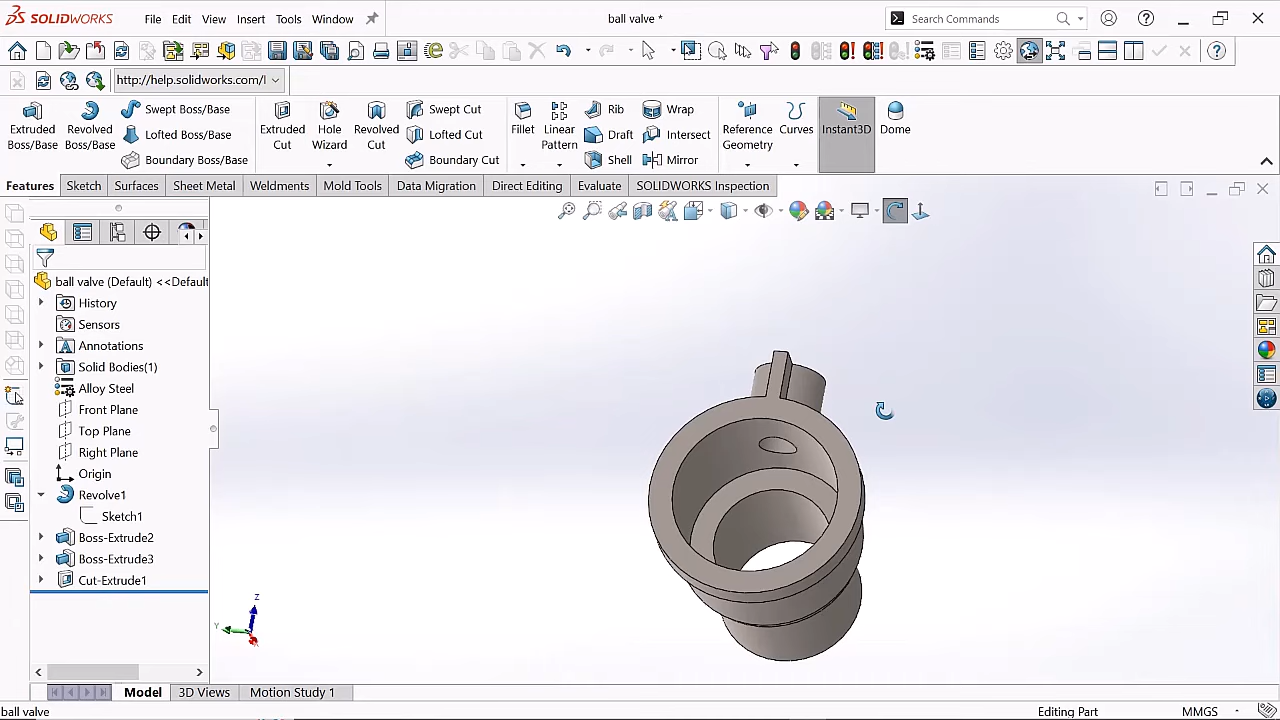 SOLIDWORKS File Edit View Insert Tools Window ball valve * Search Commands
http://help.solidworks.com/I
Extruded Boss/Base
Revolved Boss/Base
Swept Boss/Base
Lofted Boss/Base
Boundary Boss/Base
Extruded Cut
Hole Wizard
Revolved Cut
Swept Cut
Lofted Cut
Boundary Cut
Fillet
Linear Pattern
Rib
Draft
Shell
Wrap
Intersect
Mirror
Reference Geometry
Curves
Instant3D
Dome
Features Sketch Surfaces Sheet Metal Weldments Mold Tools Data Migration Direct Editing Evaluate SOLIDWORKS Inspection
ball valve (Default) <<Default
History
Sensors
Annotations
Solid Bodies(1)
Alloy Steel
Front Plane
Top Plane
Right Plane
Origin
Revolve1
Sketch1
Boss-Extrude2
Boss-Extrude3
Cut-Extrude1
Z
Y
Model 3D Views Motion Study 1
ball valve Editing Part MMGS